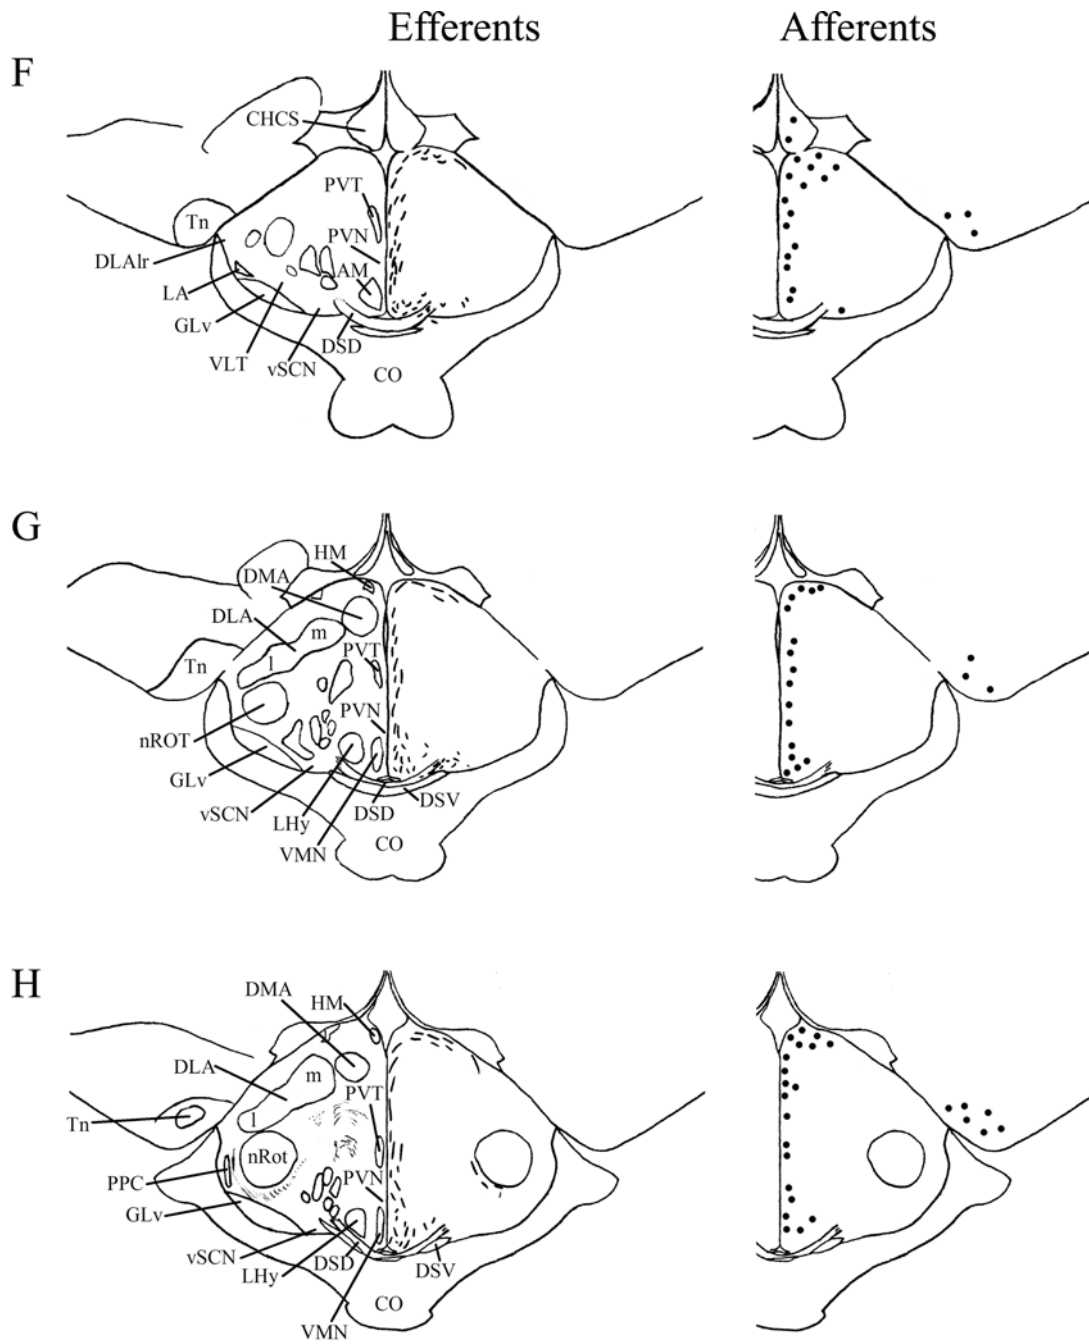 Efferents
Afferents
F
CHCS
PVT
Tn
PVN
DLAlr
AM
LA
GLv
DSD
VLT
vSCN
CO
G
HM
DMA
DLA
m
PVT
Tn
l
PVN
nROT
GLv
DSV
vSCN
DSD
LHy
CO
VMN
H
DMA
HM
DLA
m
PVT
Tn
l
nRot
PPC
PVN
GLv
vSCN
DSD
DSV
LHy
CO
VMN